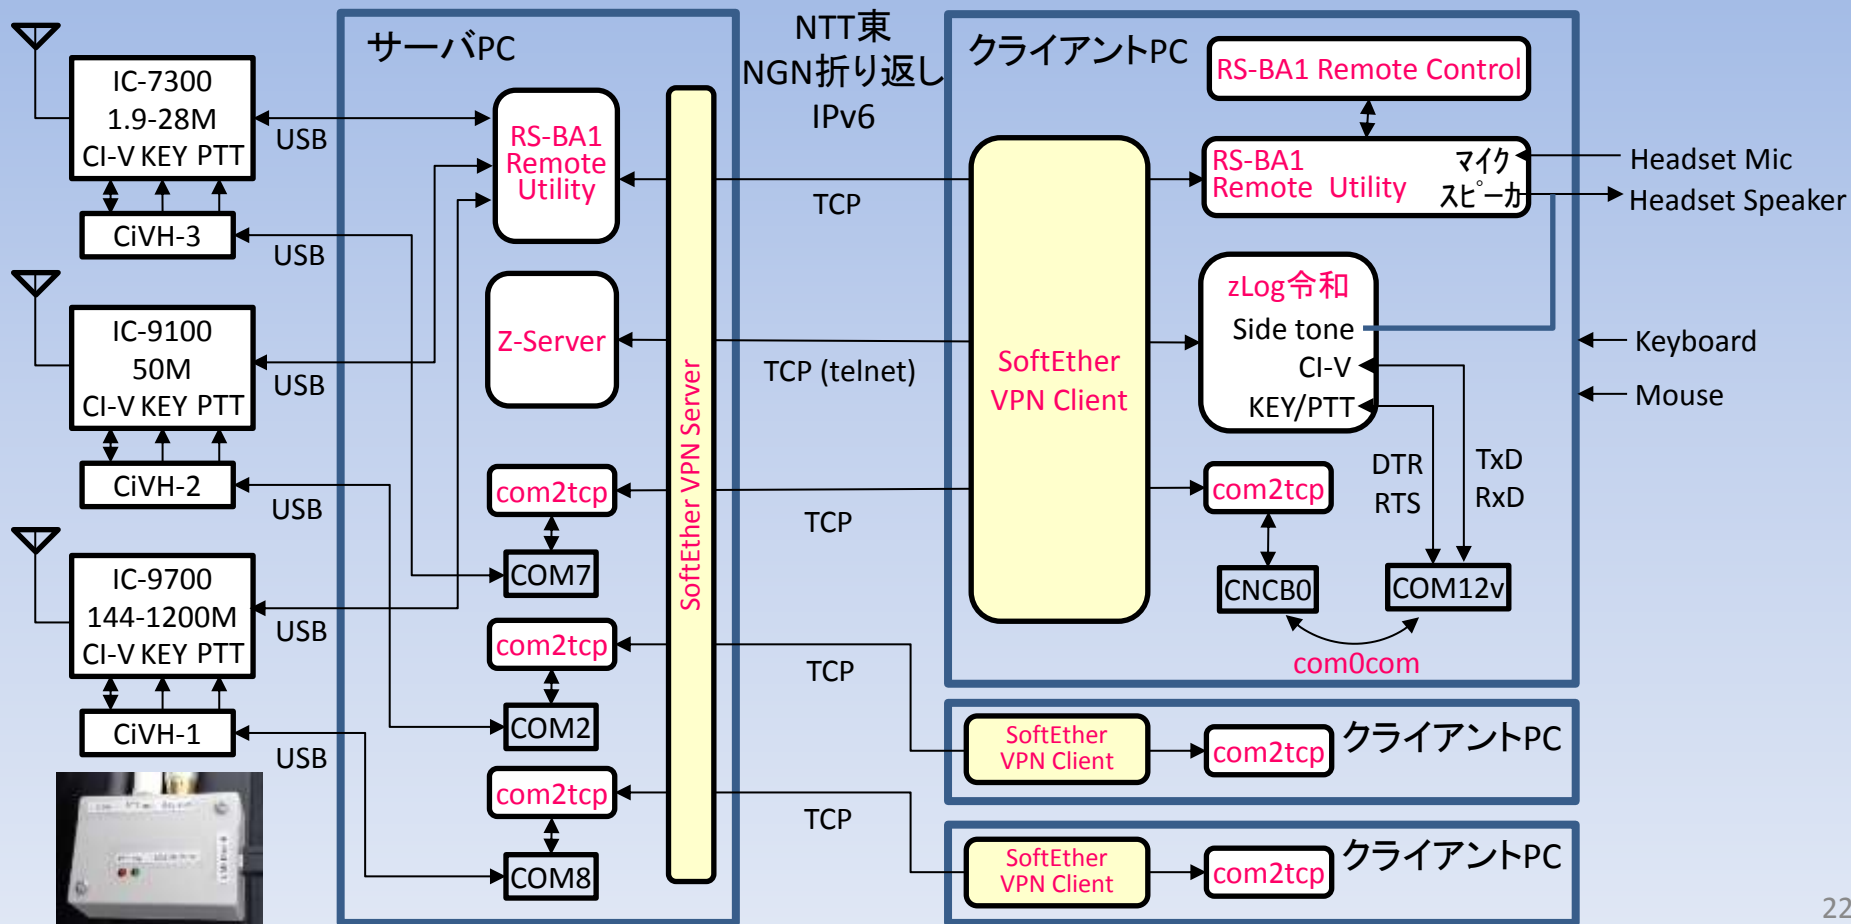 IC-7300
1.9-28M
CI-V KEY PTT
CiVH-3
USB
USB
IC-9100
50M
CI-V KEY PTT
CiVH-2
USB
USB
IC-9700
144-1200M
CI-V KEY PTT
CiVH-1
USB
USB
サーバPC
RS-BA1
Remote
Utility
Z-Server
com2tcp
COM7
com2tcp
COM2
com2tcp
COM8
SoftEther VPN Server
NTT東
NGN折り返し
IPv6
TCP
TCP (telnet)
TCP
TCP
TCP
クライアントPC
RS-BA1 Remote Control
RS-BA1
Remote Utility
マイク
スピーカ
SoftEther
VPN Client
zLog令和
Side tone
CI-V
KEY/PTT
DTR
RTS
TxD
RxD
com2tcp
CNCB0
COM12v
com0com
Headset Mic
Headset Speaker
Keyboard
Mouse
SoftEther
VPN Client
com2tcp
クライアントPC
SoftEther
VPN Client
com2tcp
クライアントPC
22